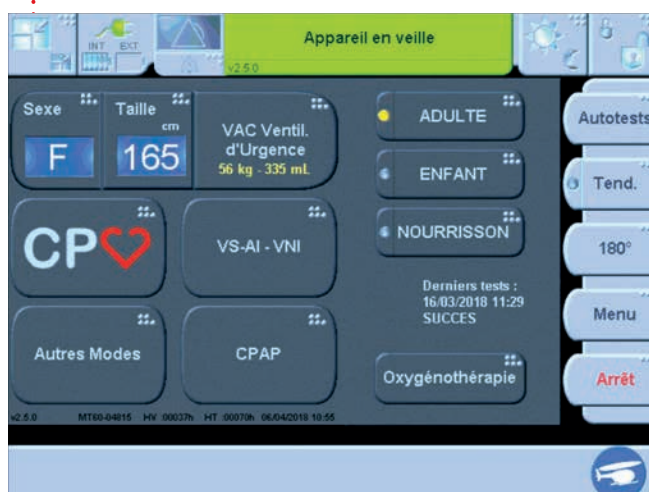 INT EXT
Appareil en veille
v2.5.0
Sexe
Taille
cm
F
165
VAC Ventil.
d'Urgence
56 kg - 335 mL
ADULTE
ENFANT
NOURRISSON
CP
VS-AI - VNI
Derniers tests :
16/03/2018 11:29
SUCCES
Autres Modes
CPAP
Oxygénothérapie
Autotests
Tend.
180°
Menu
Arrêt
v2.5.0 MT60-04815 HV :00037h HT :00070h 06/04/2018 10:55